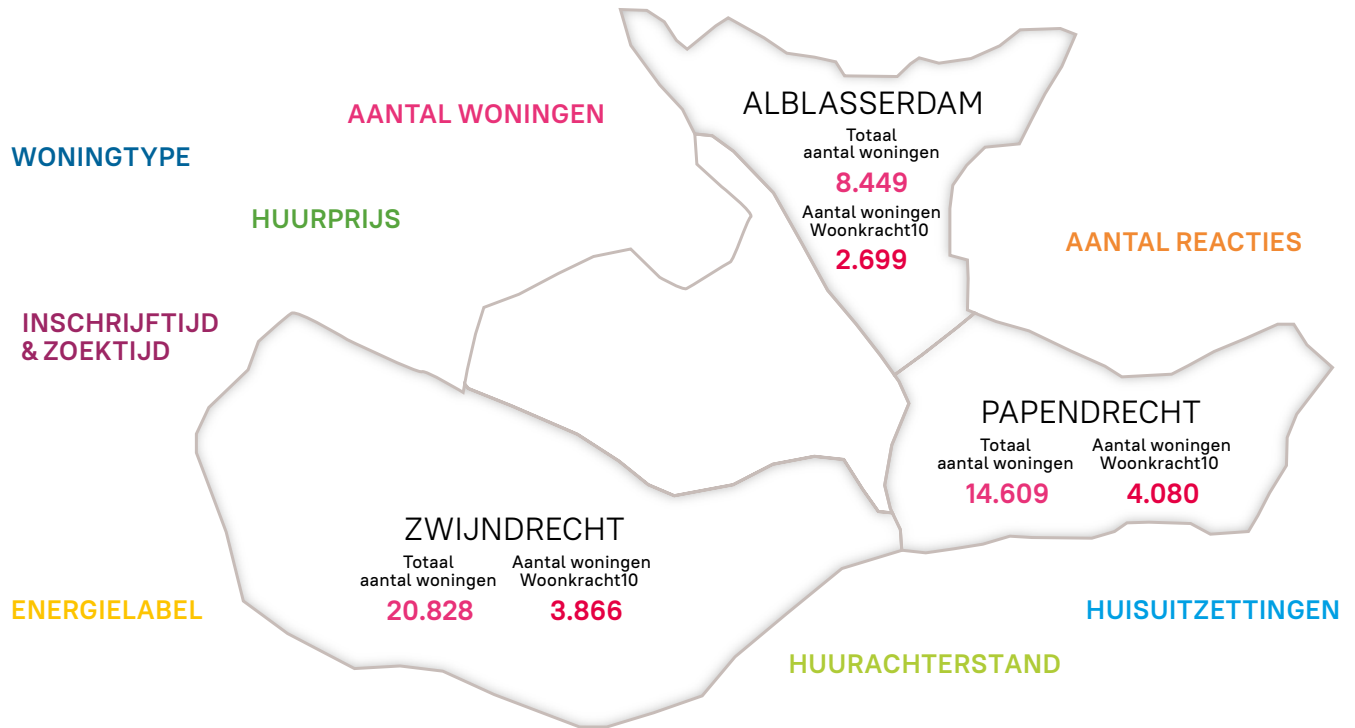 AANTAL WONINGEN
WONINGTYPE
HUURPRIJS
INSCHRIJFTIJD
& ZOEKTIJD
ENERGIELABEL
ALBLASSERDAM
Totaal
aantal woningen
8.449
Aantal woningen
Woonkracht10
2.699
AANTAL REACTIES
PAPENDRECHT
Totaal
aantal woningen
14.609
Aantal woningen
Woonkracht10
4.080
ZWIJNDRECHT
Totaal
aantal woningen
20.828
Aantal woningen
Woonkracht10
3.866
HUISUITZETTINGEN
HUURACHTERSTAND